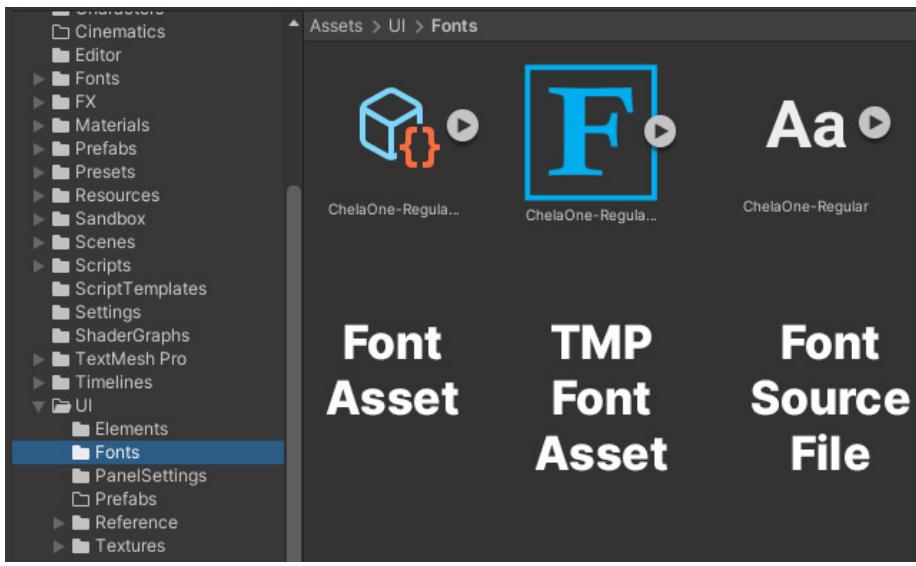 Cinematics
Editor
Fonts
FX
Materials
Prefabs
Presets
Resources
Sandbox
Scenes
Scripts
ScriptTemplates
Settings
ShaderGraphs
TextMesh Pro
Timelines
UI
Elements
Fonts
PanelSettings
Prefabs
Reference
Textures
Assets > UI > Fonts
Aa
F
{}
ChelaOne-Regula...
ChelaOne-Regula...
ChelaOne-Regular
Font
Asset
TMP
Font
Asset
Font
Source
File